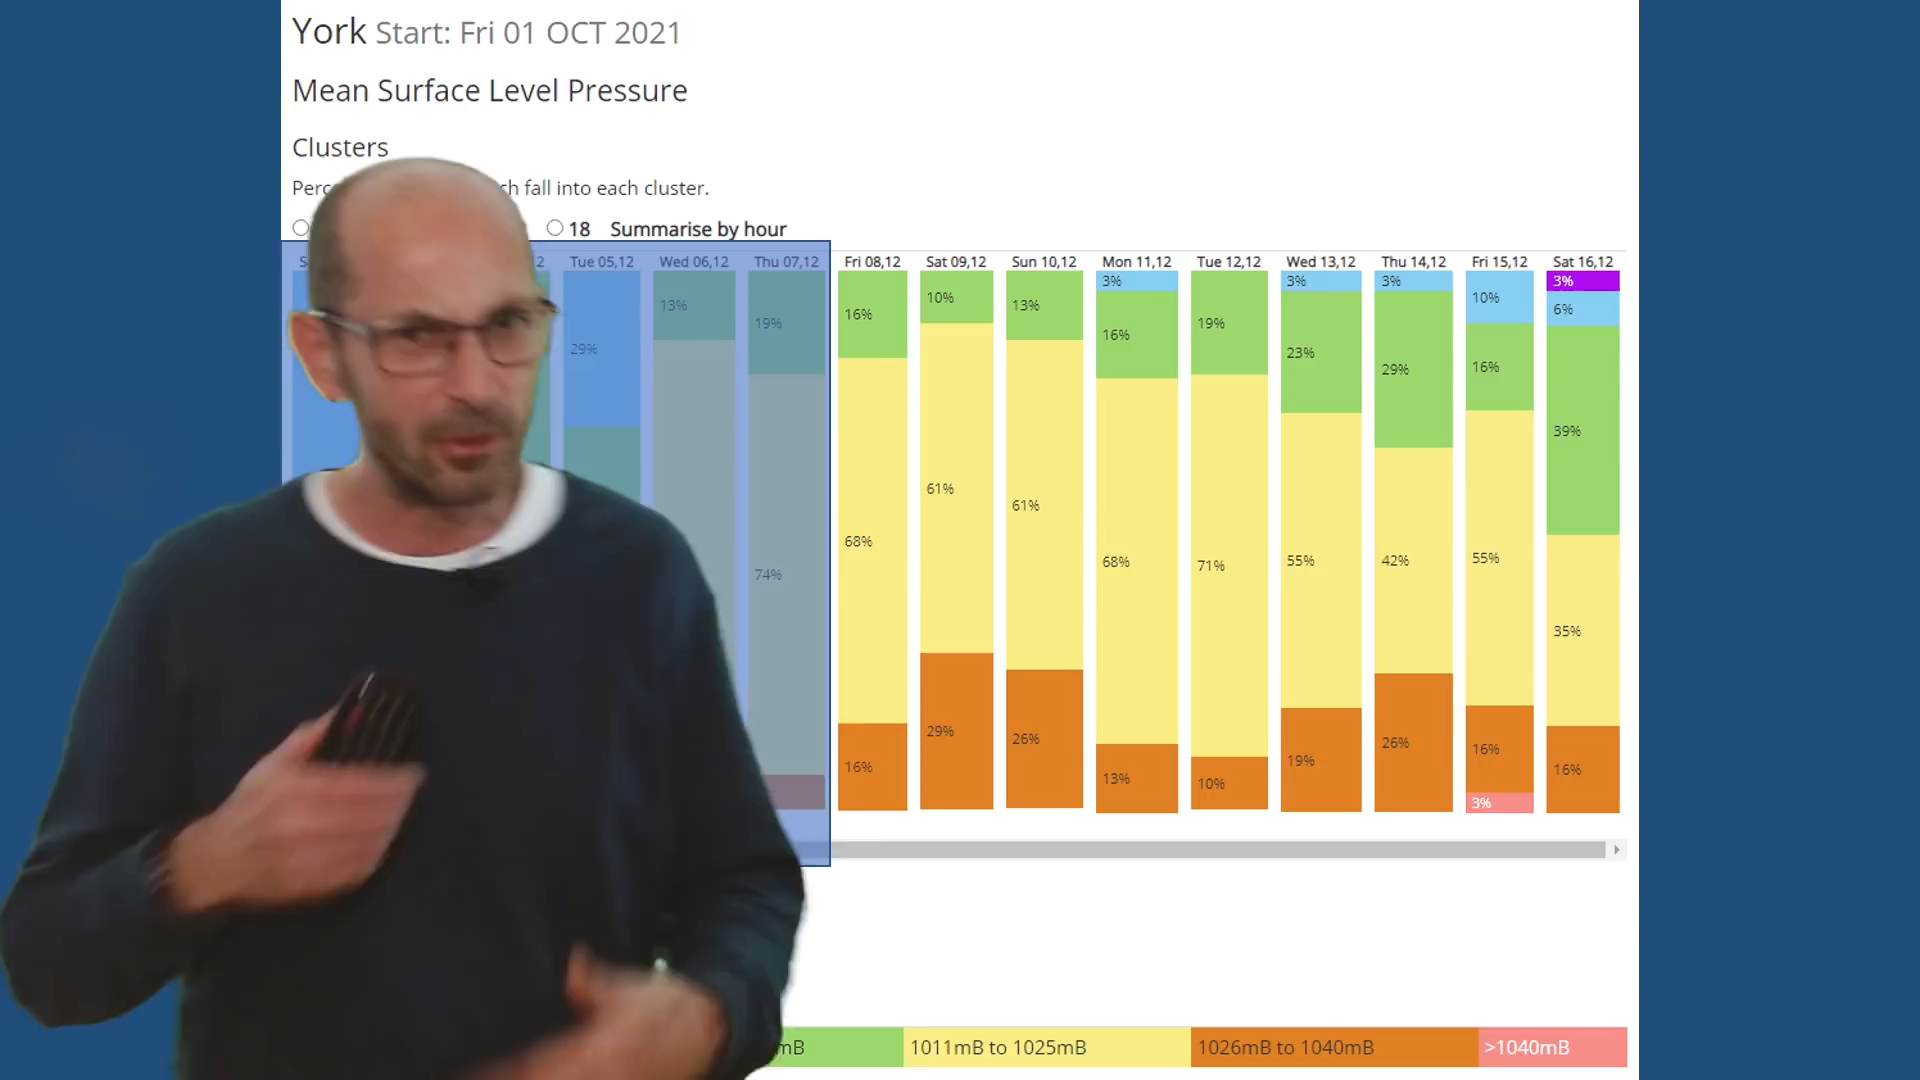 York Start: Fri 01 OCT 2021
Mean Surface Level Pressure
Clusters
fall into each cluster.
18 Summarise by hour
Tue 05,12 Wed 06,12 Thu 07,12 Fri 08,12 Sat 09,12 Sun 10,12 Mon 11,12 Tue 12,12 Wed 13,12 Thu 14,12 Fri 15,12 Sat 16,12
3% 3% 3% 3%
10% 13% 10% 6%
13% 19% 16% 19%
29% 16% 23% 29% 16%
39%
61% 61%
68% 68% 71% 55% 42% 55%
74%
35%
29% 26%
16% 13% 10% 19% 26% 16% 16%
3%
mB 1011mB to 1025mB 1026mB to 1040mB >1040mB